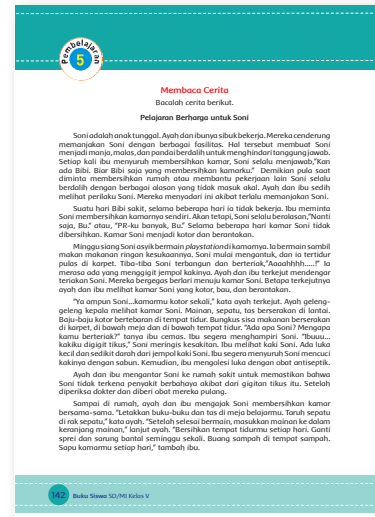 Pembelajaran
5
Membaca Cerita
Bacalah cerita berikut.
Pelajaran Berharga untuk Soni
Soni adalah anak tunggal. Ayah dan ibunya sibuk bekerja. Mereka cenderung
memanjakan Soni dengan berbagai fasilitas. Hal tersebut membuat Soni
menjadi manja, malas, dan pandai berdalih untuk menghindari tanggung jawab.
Setiap kali ibu menyuruh membersihkan kamar, Soni selalu menjawab,"Kan
ada Bibi. Biar Bibi saja yang membersihkan kamarku." Demikian pula saat
diminta membersihkan rumah atau membantu pekerjaan lain Soni selalu
berdalih dengan berbagai alasan yang tidak masuk akal. Ayah dan ibu sedih
melihat perilaku Soni. Mereka menyadari ini akibat terlalu memanjakan Soni.
Suatu hari Bibi sakit, selama beberapa hari ia tidak bekerja. Ibu meminta
Soni membersihkan kamarnya sendiri. Akan tetapi, Soni selalu beralasan,"Nanti
saja, Bu." atau, "PR-ku banyak, Bu." Selama beberapa hari kamar Soni tidak
dibersihkan. Kamar Soni menjadi kotor dan berantakan.
Minggu siang Soni asyik bermain playstation di kamarnya. Ia bermain sambil
makan makanan ringan kesukaannya. Soni mulai mengantuk, dan ia tertidur
pulas di karpet. Tiba-tiba Soni terbangun dan berteriak,"Aaaahhhh.....!" Ia
merasa ada yang menggigit jempol kakinya. Ayah dan ibu terkejut mendengar
teriakan Soni. Mereka bergegas berlari menuju kamar Soni. Betapa terkejutnya
ayah dan ibu melihat kamar Soni yang kotor, bau, dan berantakan.
"Ya ampun Soni...kamarmu kotor sekali," kata ayah terkejut. Ayah geleng-
geleng kepala melihat kamar Soni. Mainan, sepatu, tas berserakan di lantai.
Baju-baju kotor bertebaran di tempat tidur. Bungkus sisa makanan berserakan
di karpet, di bawah meja dan di bawah tempat tidur. "Ada apa Soni? Mengapa
kamu berteriak?" tanya ibu cemas. Ibu segera menghampiri Soni. "Ibuuu...
kakiku digigit tikus," Soni meringis kesakitan. Ibu melihat kaki Soni. Ada luka
kecil dan sedikit darah dari jempol kaki Soni. Ibu segera menyuruh Soni mencuci
kakinya dengan sabun. Kemudian, ibu mengolesi luka dengan obat antiseptik.
Ayah dan ibu mengantar Soni ke rumah sakit untuk memastikan bahwa
Soni tidak terkena penyakit berbahaya akibat dari gigitan tikus itu. Setelah
diperiksa dokter dan diberi obat mereka pulang.
Sampai di rumah, ayah dan ibu mengajak Soni membersihkan kamar
bersama-sama. "Letakkan buku-buku dan tas di meja belajarmu. Taruh sepatu
di rak sepatu," kata ayah. "Setelah selesai bermain, masukkan mainan ke dalam
keranjang mainan," lanjut ayah. "Bersihkan tempat tidurmu setiap hari. Ganti
sprei dan sarung bantal seminggu sekali. Buang sampah di tempat sampah.
Sapu kamarmu setiap hari," tambah ibu.
142 Buku Siswa SD/MI Kelas V